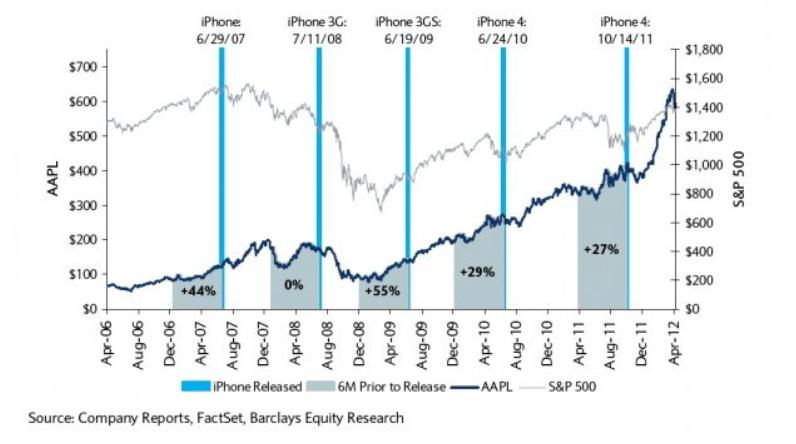 iPhone: iPhone 3G: iPhone 3GS: iPhone 4: iPhone 4:
6/29/07 7/11/08 6/19/09 6/24/10 10/14/11
$700
$600
$500
$400
$300
$200
$100
$0
AAPL
$1,800
$1,600
$1,400
$1,200
$1,000
$800
$600
$400
$200
$0
S&P 500
+44% 0% +55% +29% +27%
Apr-06 Aug-06 Dec-06 Apr-07 Aug-07 Dec-07 Apr-08 Aug-08 Dec-08 Apr-09 Aug-09 Dec-09 Apr-10 Aug-10 Dec-10 Apr-11 Aug-11 Dec-11 Apr-12
iPhone Released 6M Prior to Release AAPL S&P 500
Source: Company Reports, FactSet, Barclays Equity Research